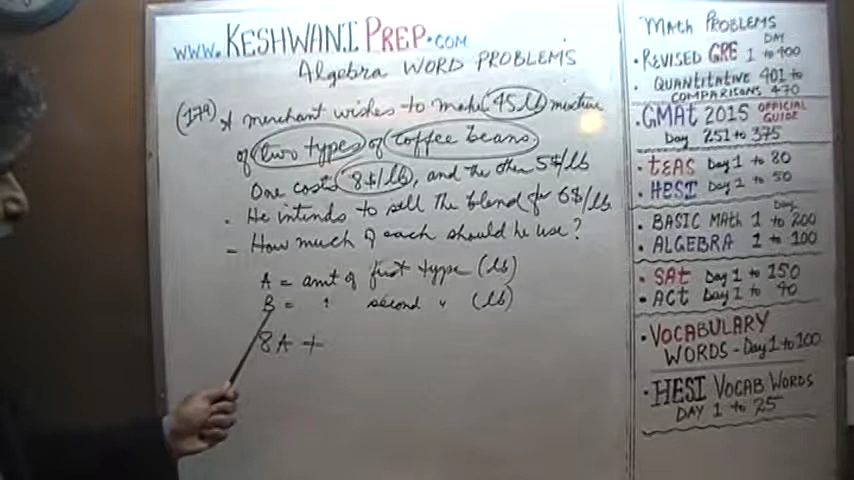 www.KESHWANIPREP.COM
Algebra WORD PROBLEMS
(179) A merchant wishes to make 45 lb mixture
of two types of coffee beans.
One costs 8$/lb, and the other 5$/lb
. He intends to sell the blend for 6$/lb
- How much of each should he use?
A = amt of first type (lb)
B = " second " (lb)
8A +
MATH PROBLEMS
DAY
• REVISED GRE 1 to 400
• QUANTITATIVE 401 to
COMPARISONS 470
• GMAT 2015 OFFICIAL GUIDE
Day 251 to 375
• TEAS Day 1 to 80
• HESI Day 1 to 50
Day
• BASIC MATH 1 to 200
• ALGEBRA 1 to 100
• SAT Day 1 to 150
• ACT Day 1 to 40
• VOCABULARY
WORDS - Day 1 to 100
• HESI VOCAB WORDS
DAY 1 to 25